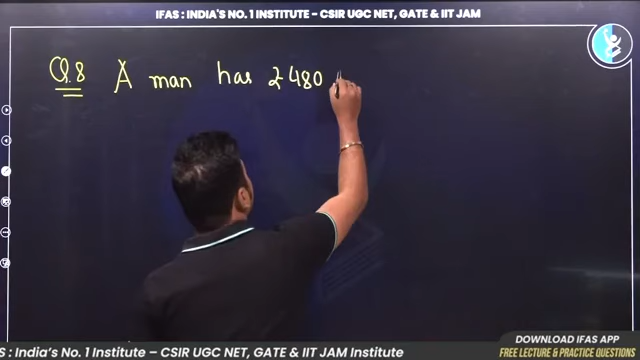 IFAS : INDIA'S NO. 1 INSTITUTE – CSIR UGC NET, GATE & IIT JAM
Q.8 A man has ₹480
DOWNLOAD IFAS APP
S : India's No. 1 Institute – CSIR UGC NET, GATE & IIT JAM Institute
FREE LECTURE & PRACTICE QUESTIONS